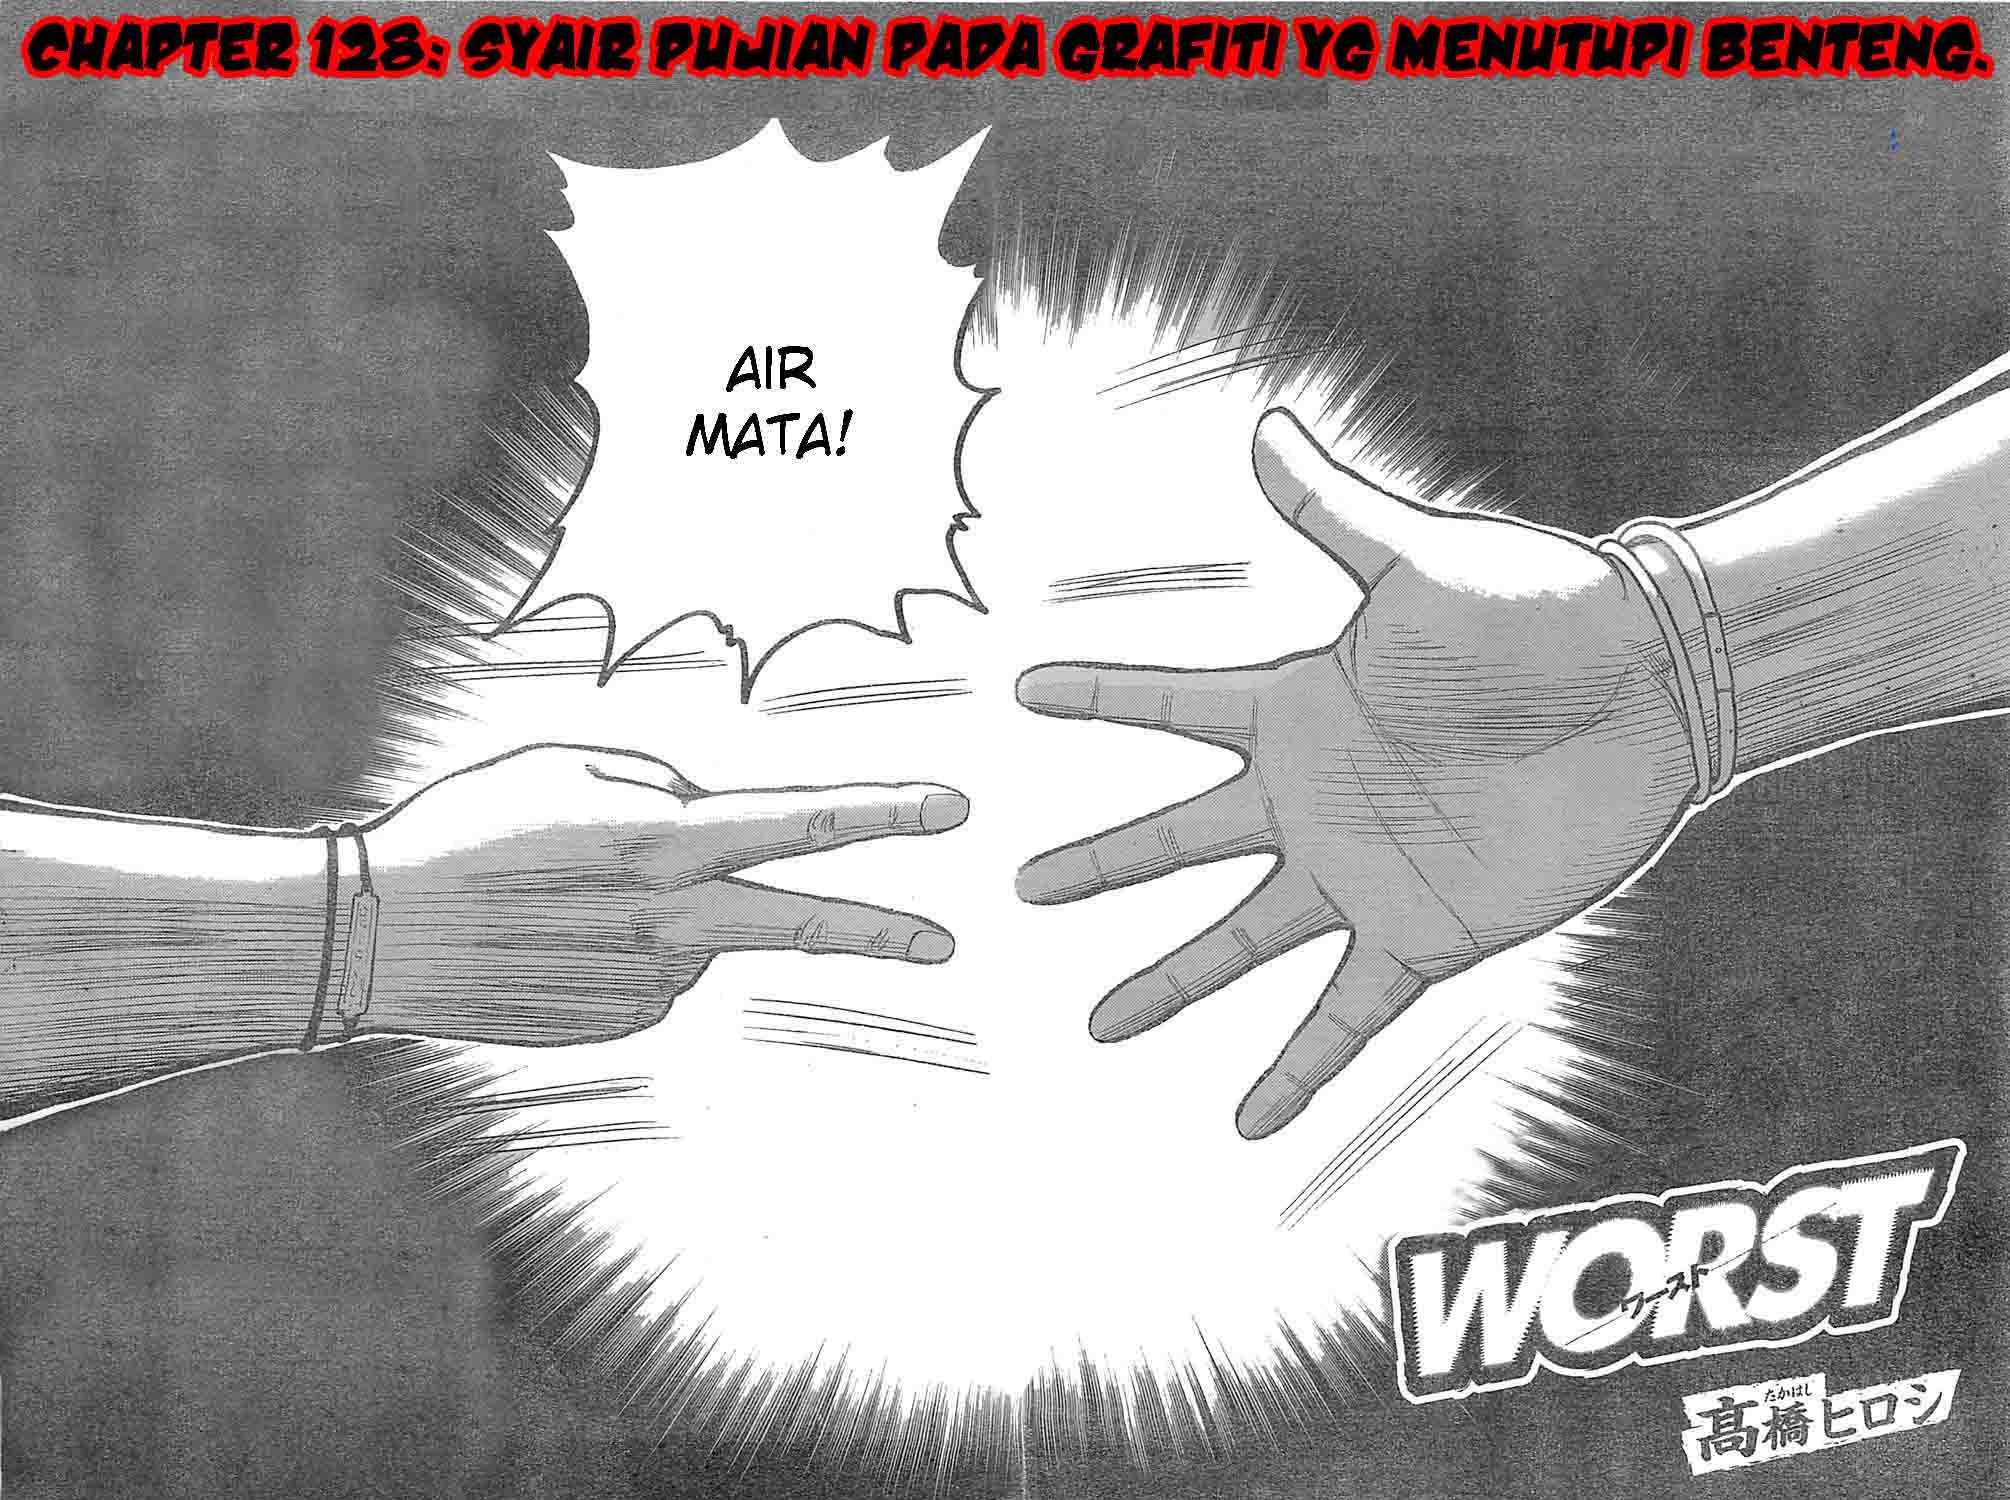 CHAPTER 128: SYAIR PUJIAN PADA GRAFITI YG MENUTUPI BENTENG.
AIR
MATA!
WORST
ワースト
たかはし
髙橋ヒロシ